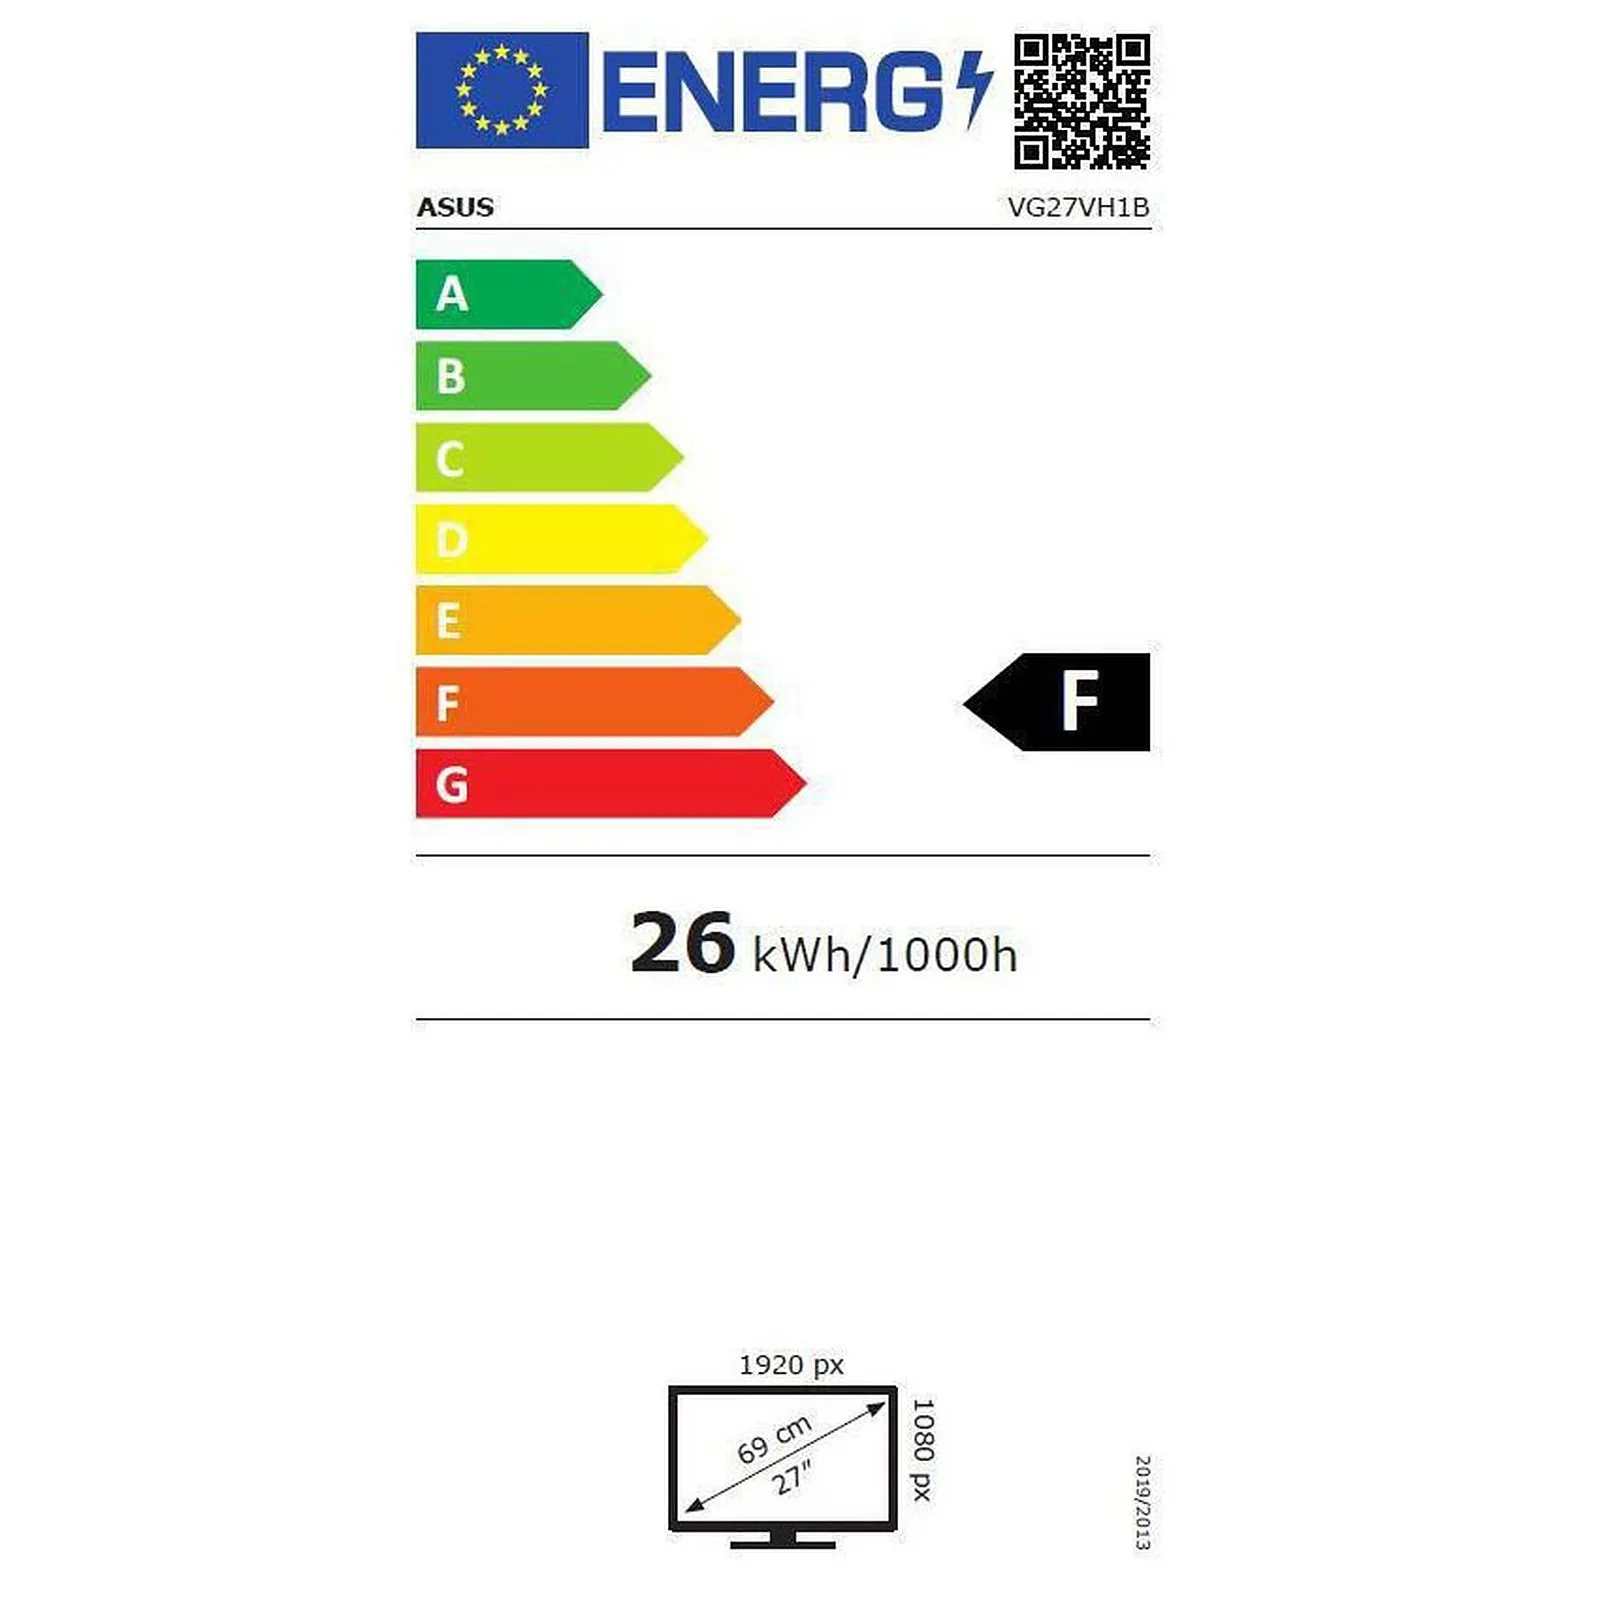 ENERG
ASUS
VG27VH1B
A
B
C
D
E
F
F
G
26 kWh/1000h
1920 px
69 cm
27"
1080 px
2019/2013